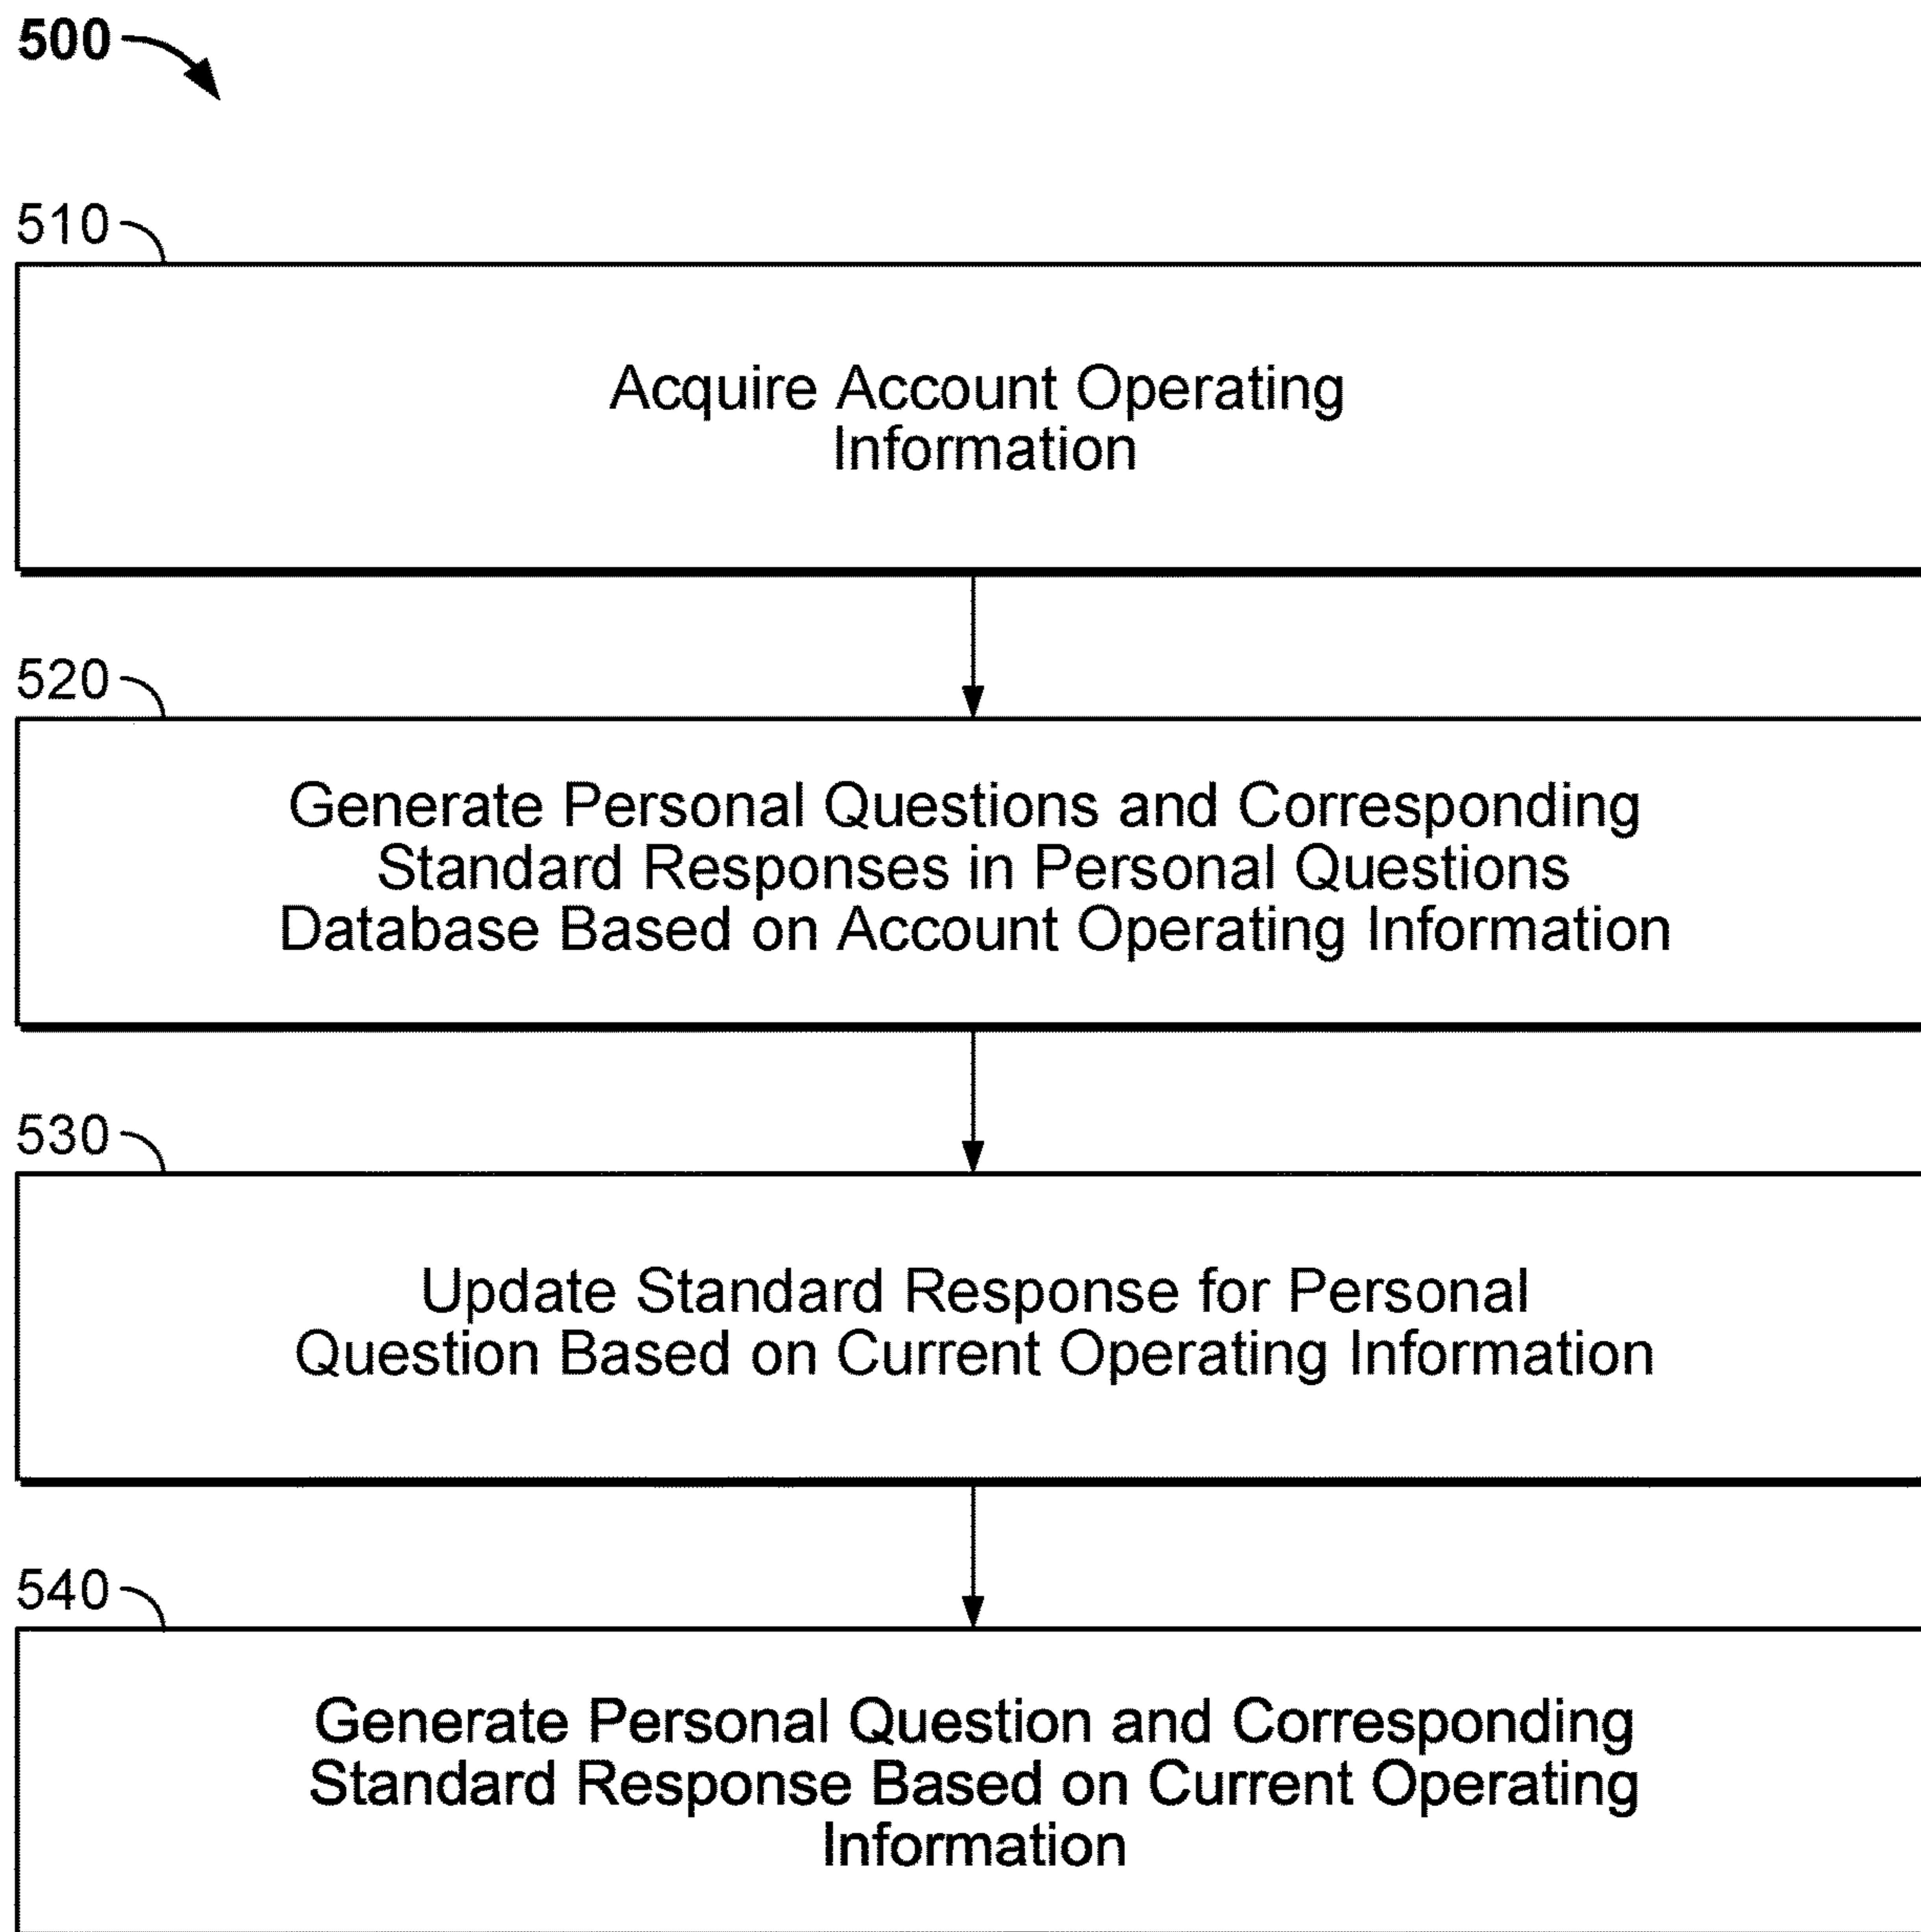 500
510
Acquire Account Operating
Information
520
Generate Personal Questions and Corresponding
Standard Responses in Personal Questions
Database Based on Account Operating Information
530
Update Standard Response for Personal
Question Based on Current Operating Information
540
Generate Personal Question and Corresponding
Standard Response Based on Current Operating
Information